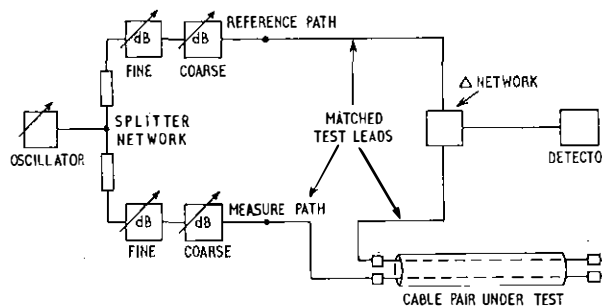 REFERENCE PATH
dB
dB
FINE
COARSE
Δ NETWORK
SPLITTER
NETWORK
MATCHED
TEST LEADS
OSCILLATOR
DETECTO
MEASURE PATH
dB
dB
FINE
COARSE
CABLE PAIR UNDER TEST